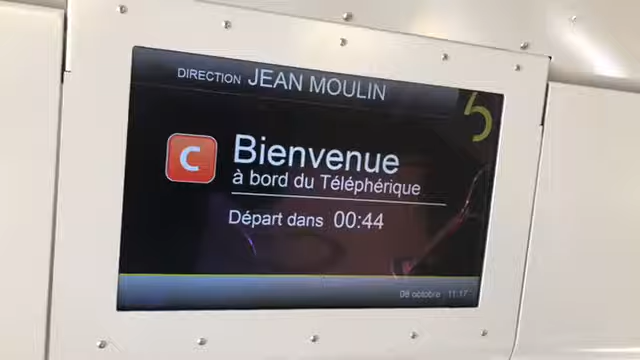 DIRECTION JEAN MOULIN
C
Bienvenue
à bord du Téléphérique
Départ dans 00:44
08 octobre 11:17